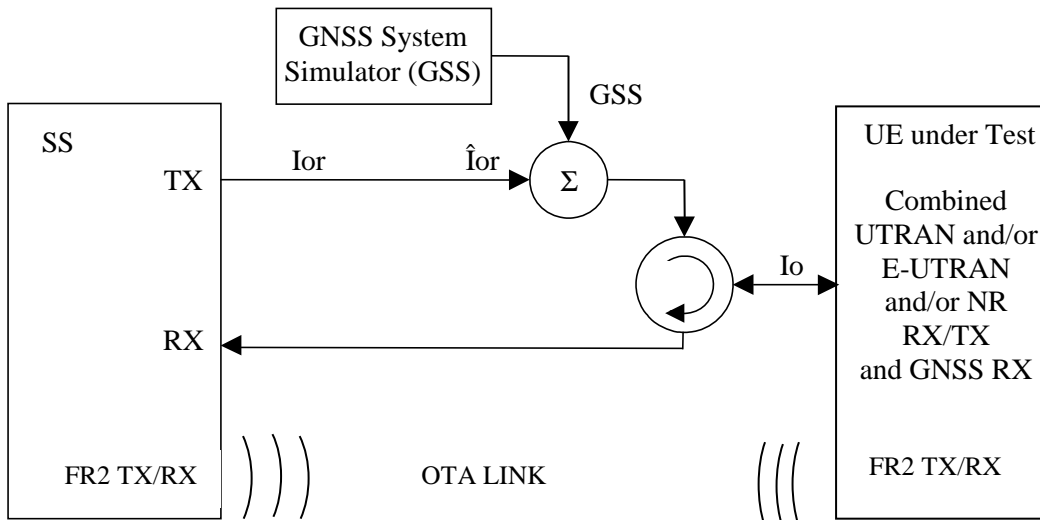 GNSS System
Simulator (GSS)
GSS
SS
TX
Ior
Îor
Σ
UE under Test
Combined
UTRAN and/or
E-UTRAN
and/or NR
RX/TX
and GNSS RX
Io
RX
FR2 TX/RX
OTA LINK
FR2 TX/RX